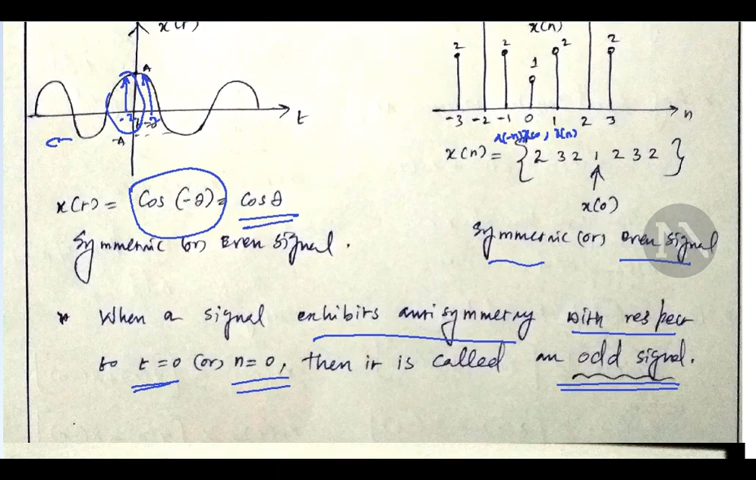 x(t)
A
-A
t
x(n)
2 2 1 2 2
-3 -2 -1 0 1 2 3 n
x(n) = { 2 3 2 1 2 3 2 }
x(0)
x(t) = Cos (-θ) = Cosθ
Symmetric (or) Even signal.
Symmetric (or) Even signal
* When a signal exhibits antisymmetry with respect
to t=0 (or) n=0, then it is called an odd signal.